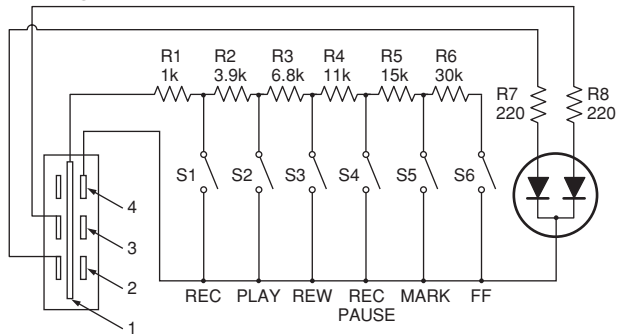 R1 R2 R3 R4 R5 R6
1k 3.9k 6.8k 11k 15k 30k
R7 R8
220 220
S1 S2 S3 S4 S5 S6
4
3
2
1
REC PLAY REW REC MARK FF
PAUSE